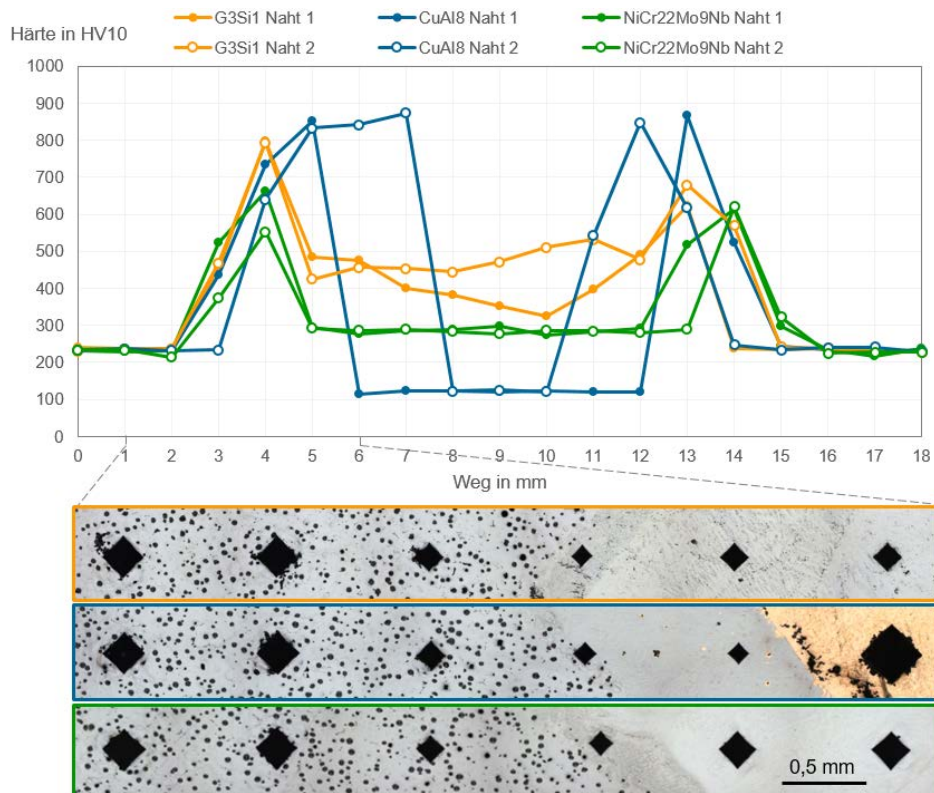 G3Si1 Naht 1 CuAl8 Naht 1 NiCr22Mo9Nb Naht 1
Härte in HV10
G3Si1 Naht 2 CuAl8 Naht 2 NiCr22Mo9Nb Naht 2
1000
900
800
700
600
500
400
300
200
100
0
0 1 2 3 4 5 6 7 8 9 10 11 12 13 14 15 16 17 18
Weg in mm
0,5 mm